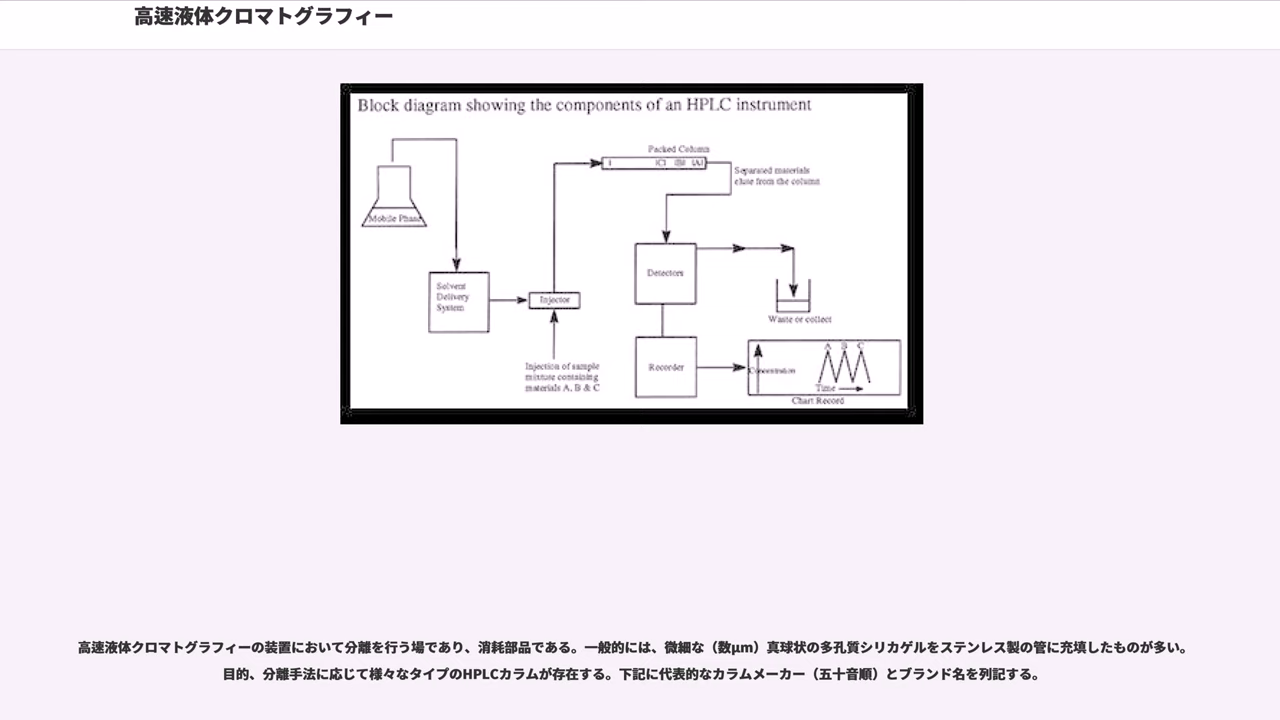 高速液体クロマトグラフィー
Block diagram showing the components of an HPLC instrument
Packed Column
|C| |B| |A|
Separated materials
eluse from the column
Mobile Phase
Solvent
Delivery
System
Injector
Detectors
Waste or collect
Injection of sample
mixture containing
materials A, B & C
Recorder
Concentration
A B C
Time
Chart Record
高速液体クロマトグラフィーの装置において分離を行う場であり、消耗部品である。一般的には、微細な（数μm）真球状の多孔質シリカゲルをステンレス製の管に充填したものが多い。
目的、分離手法に応じて様々なタイプのHPLCカラムが存在する。下記に代表的なカラムメーカー（五十音順）とブランド名を列記する。